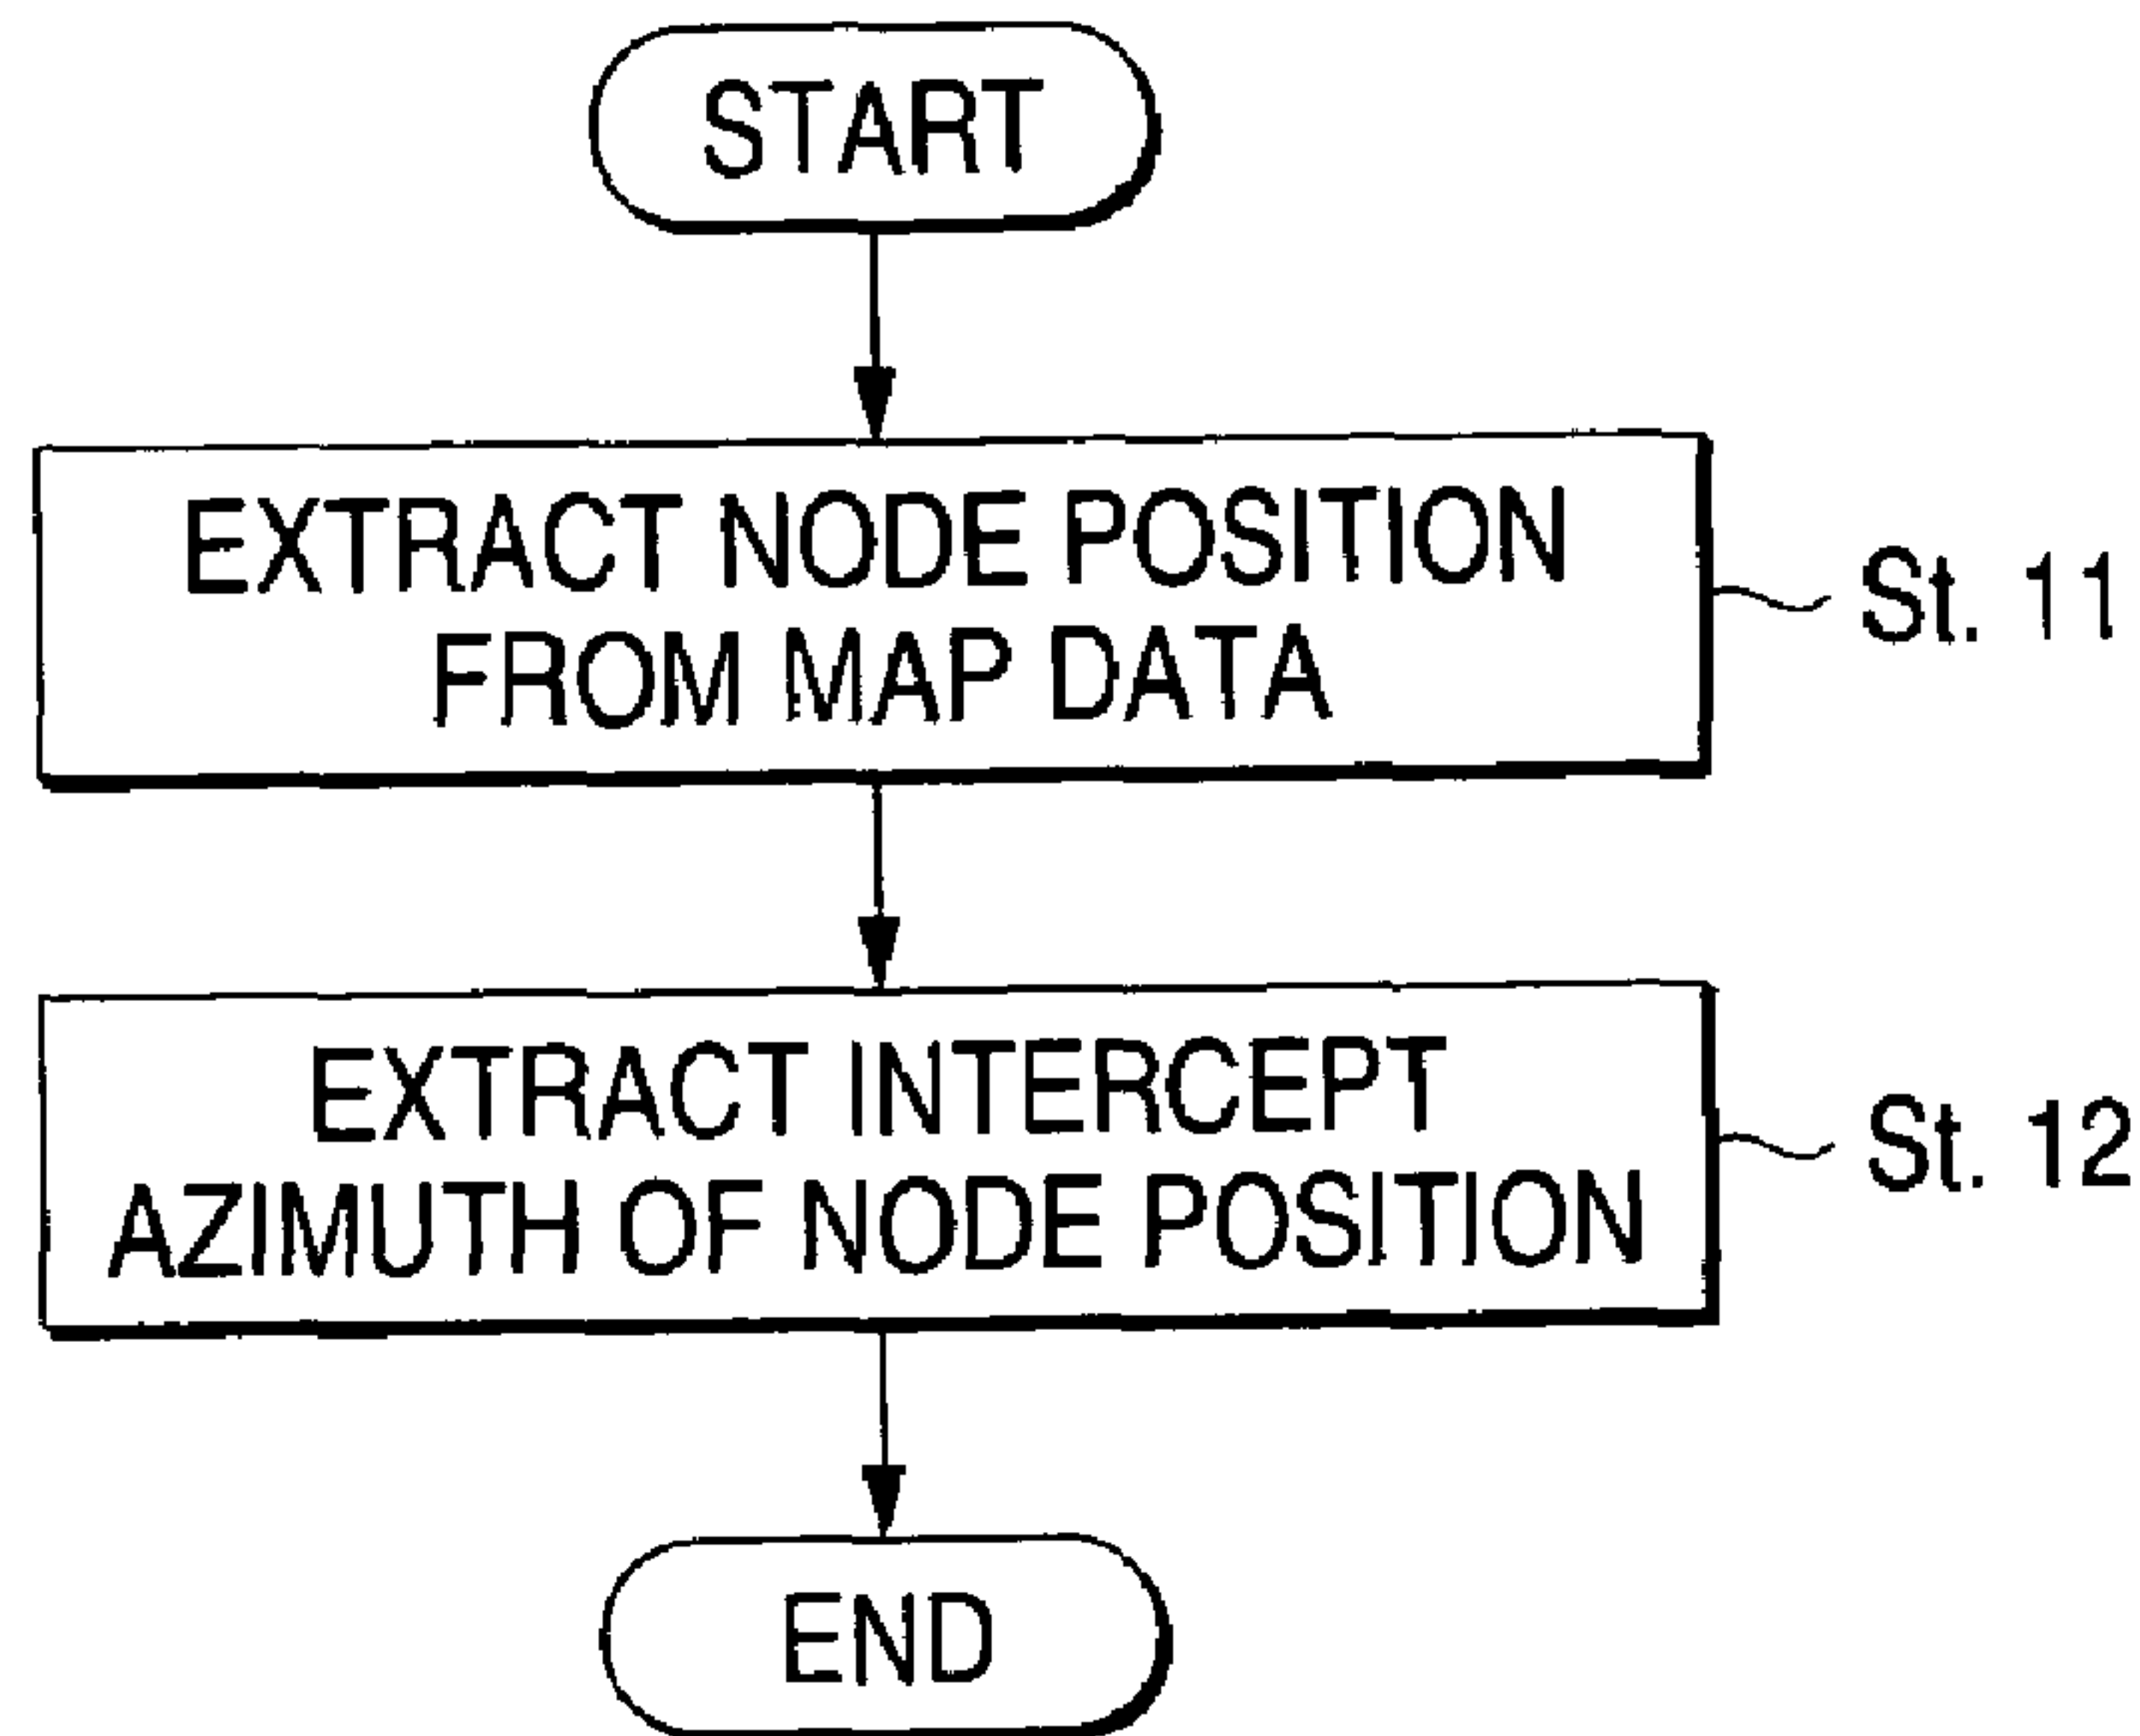 START
EXTRACT NODE POSITION
FROM MAP DATA
St. 11
EXTRACT INTERCEPT
AZIMUTH OF NODE POSITION
St. 12
END